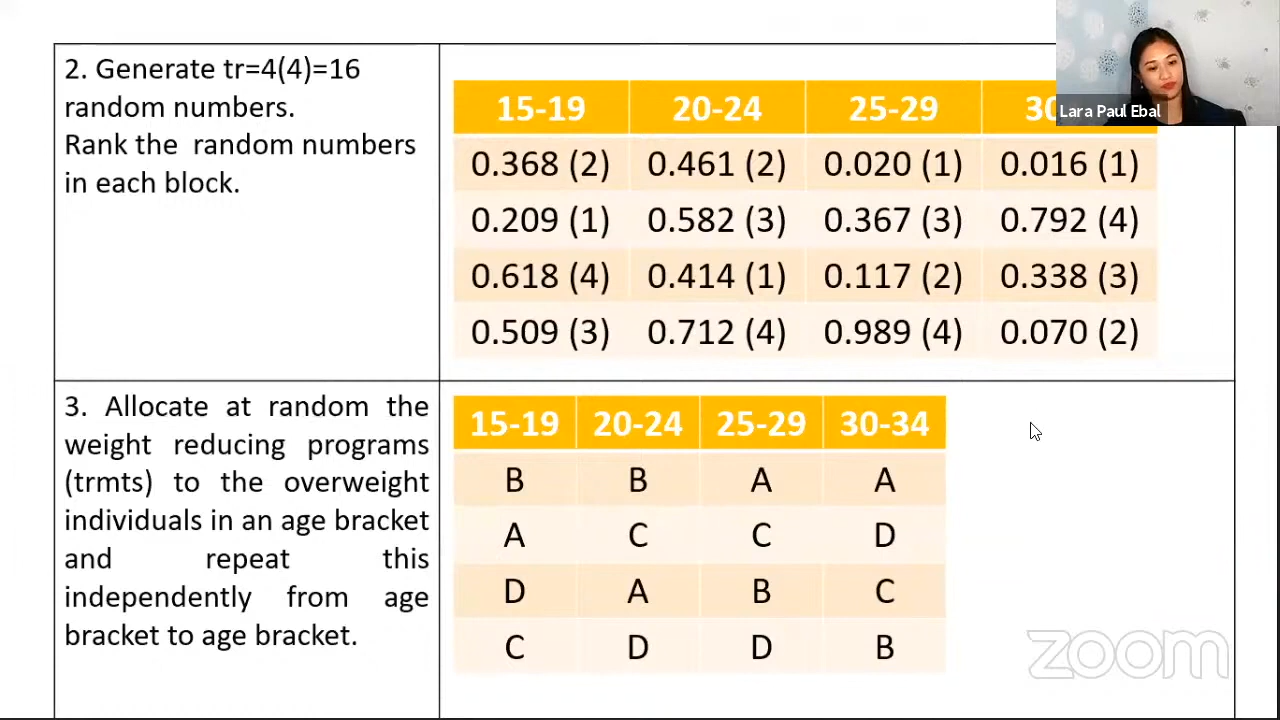 2. Generate tr=4(4)=16
random numbers.
Rank the random numbers
in each block.
15-19 20-24 25-29 30
0.368 (2) 0.461 (2) 0.020 (1) 0.016 (1)
0.209 (1) 0.582 (3) 0.367 (3) 0.792 (4)
0.618 (4) 0.414 (1) 0.117 (2) 0.338 (3)
0.509 (3) 0.712 (4) 0.989 (4) 0.070 (2)
Lara Paul Ebal
3. Allocate at random the
weight reducing programs
(trmts) to the overweight
individuals in an age bracket
and repeat this
independently from age
bracket to age bracket.
15-19 20-24 25-29 30-34
B B A A
A C C D
D A B C
C D D B
zoom